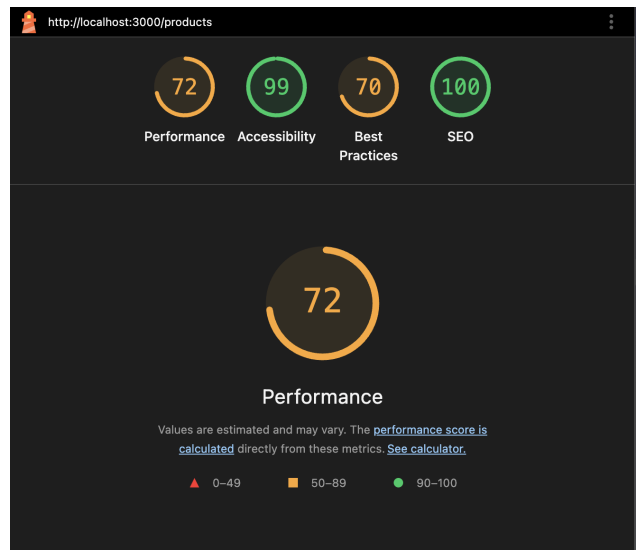 http://localhost:3000/products
72
99
70
100
Performance
Accessibility
Best
Practices
SEO
72
Performance
Values are estimated and may vary. The performance score is
calculated directly from these metrics. See calculator.
0–49
50–89
90–100